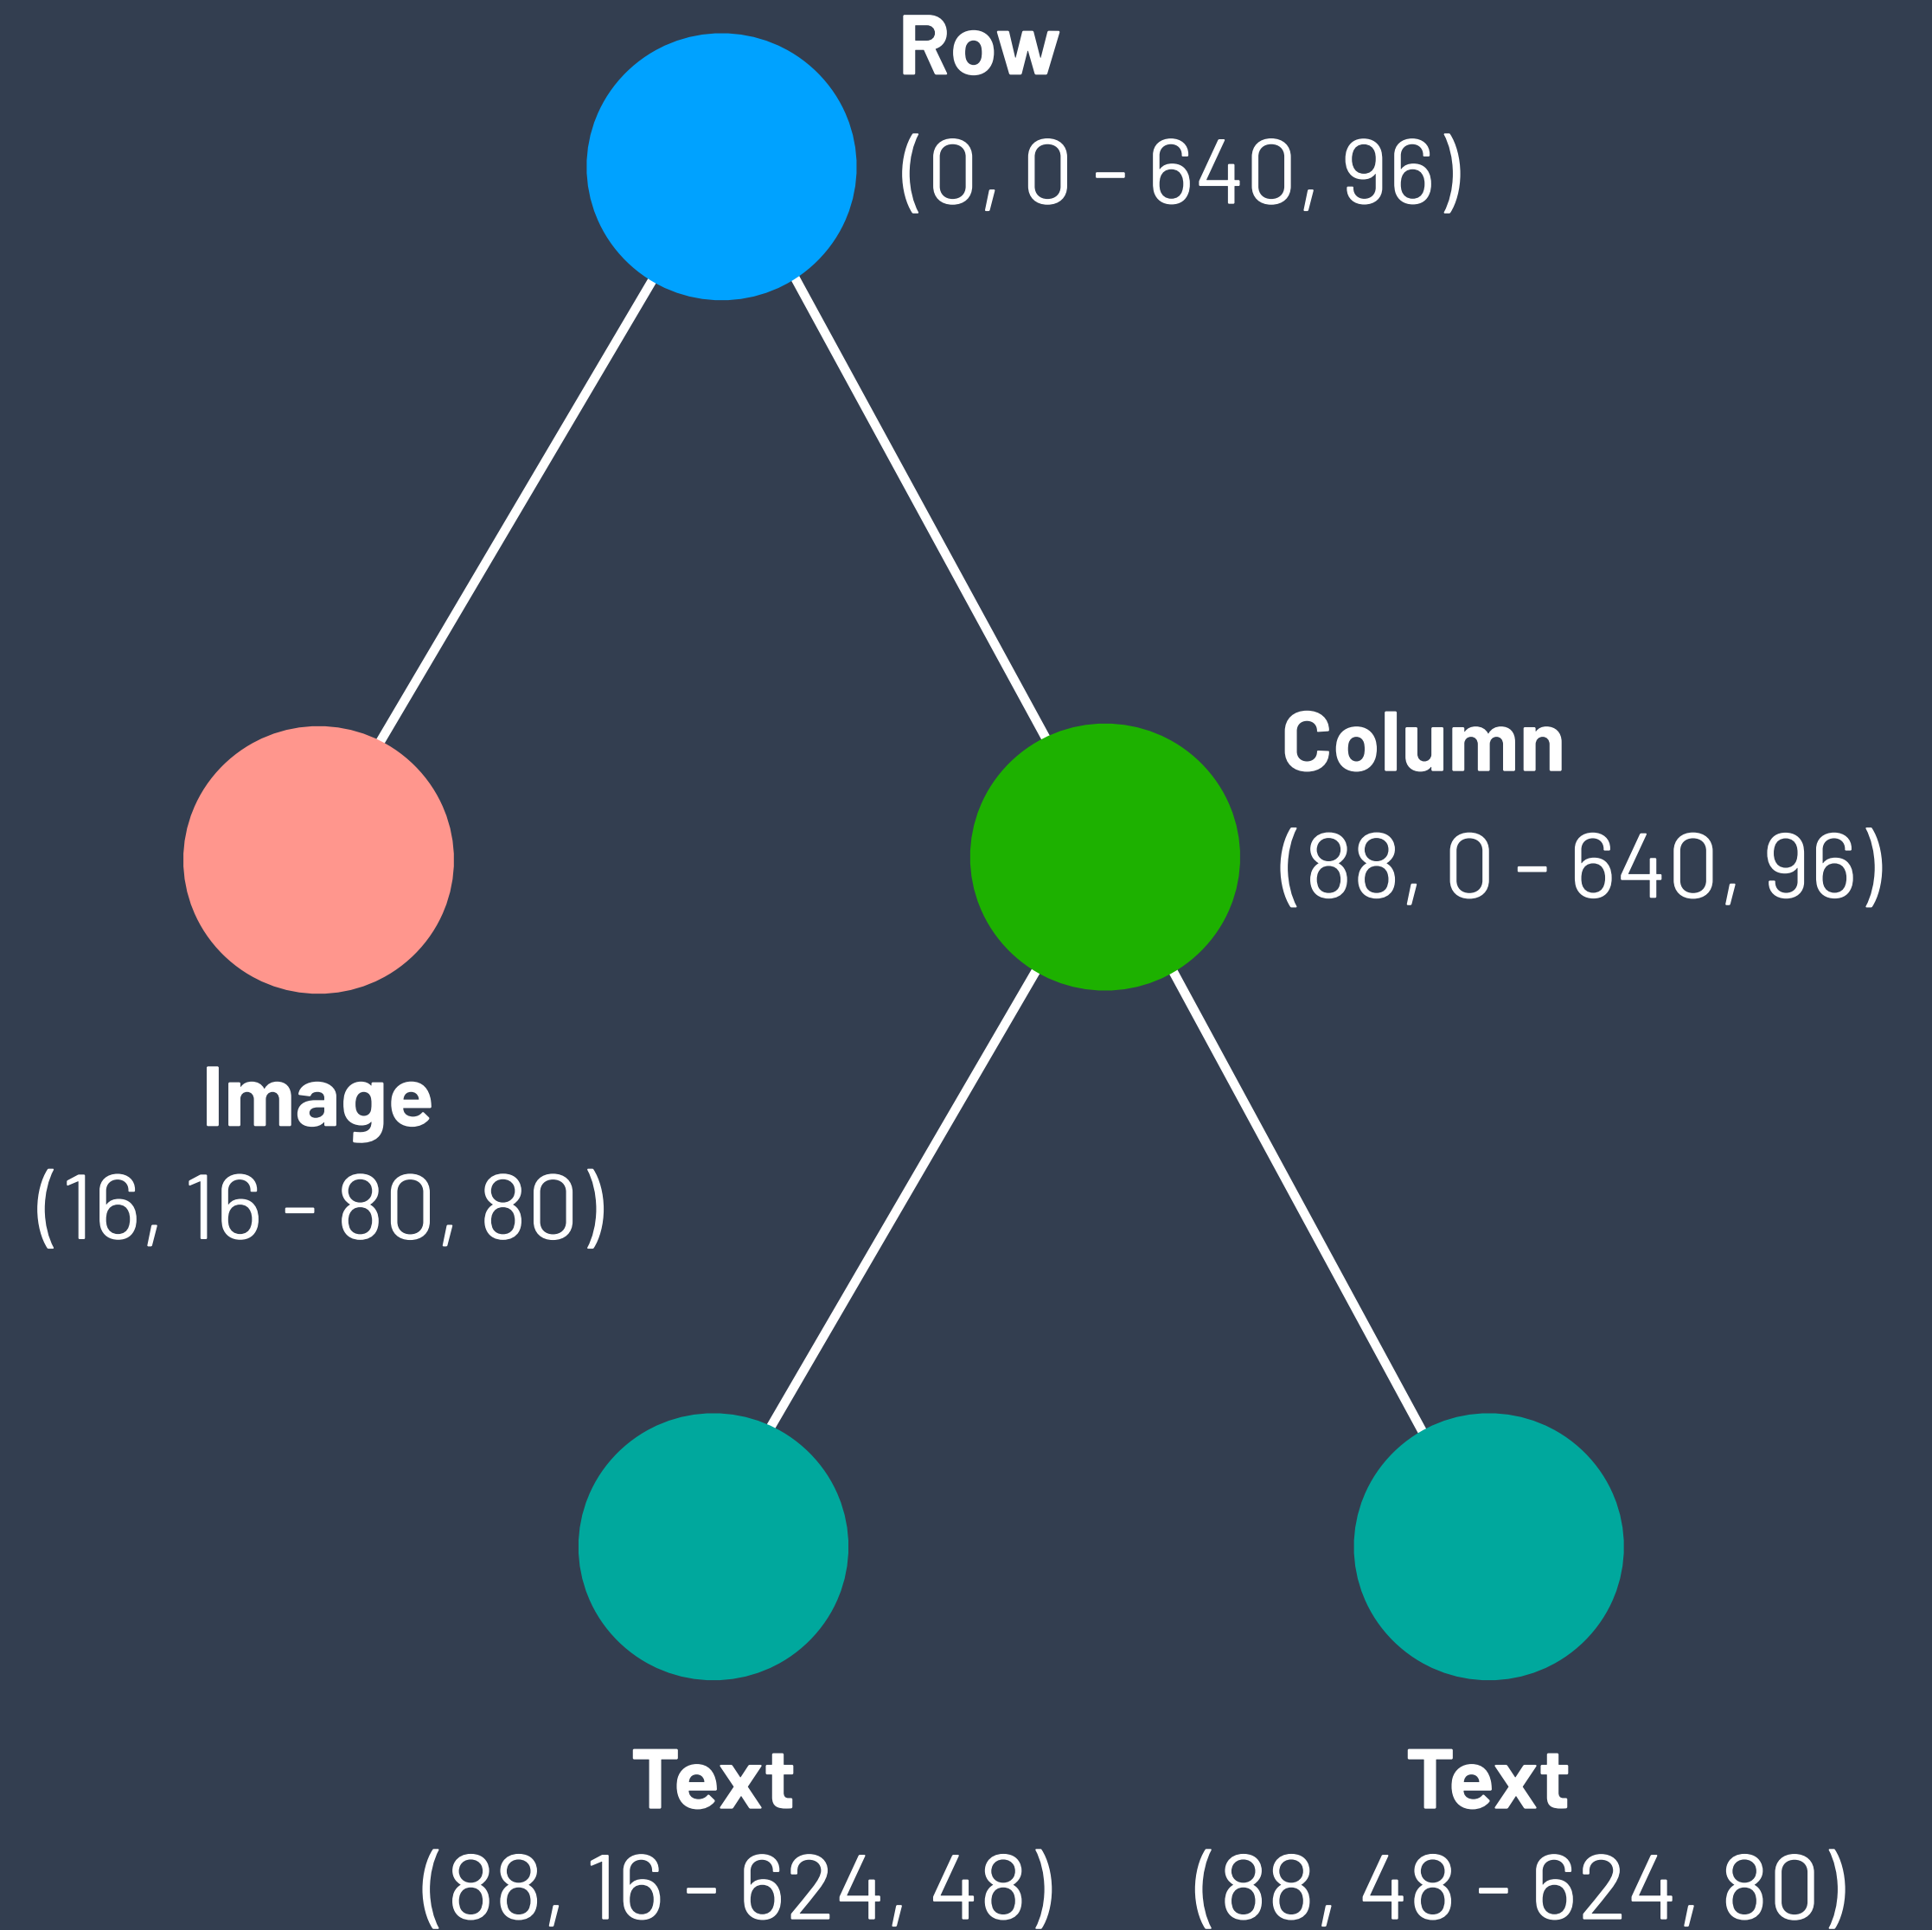 Row
(0, 0 – 640, 96)
Column
(88, 0 – 640, 96)
Image
(16, 16 – 80, 80)
Text
(88, 16 – 624, 48)
Text
(88, 48 – 624, 80)